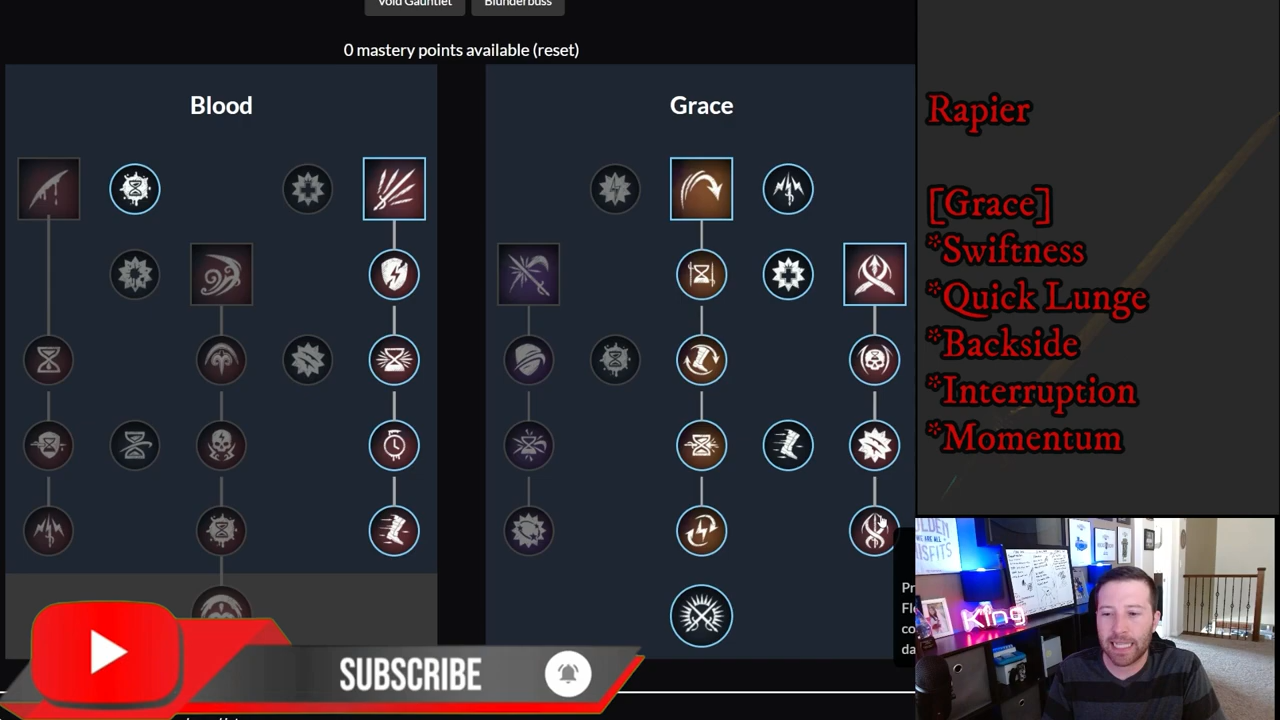 Void Gauntlet
Blunderbuss
0 mastery points available (reset)
Blood
Grace
Rapier
[Grace]
*Swiftness
*Quick Lunge
*Backside
*Interruption
*Momentum
King
SUBSCRIBE